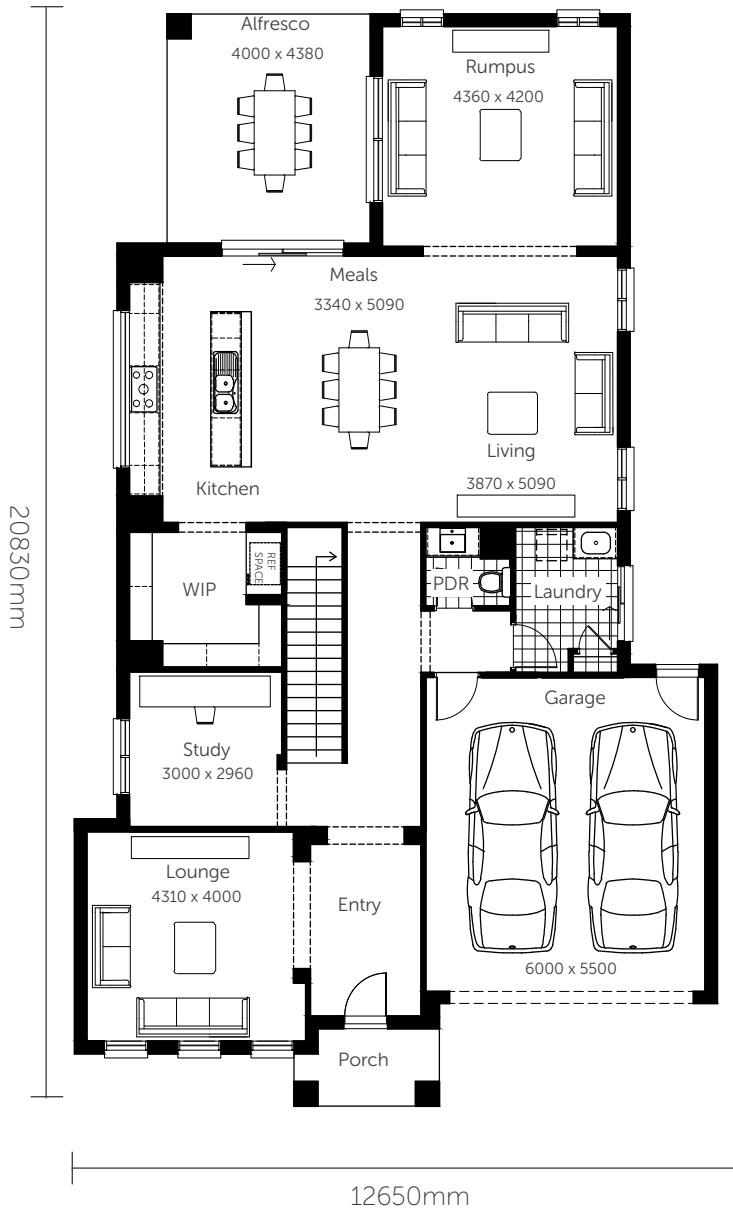 Alfresco
4000 x 4380
Rumpus
4360 x 4200
Meals
3340 x 5090
Living
3870 x 5090
Kitchen
WIP
REF
SPACE
PDR
Laundry
Garage
Study
3000 x 2960
Lounge
4310 x 4000
Entry
6000 x 5500
Porch
20830mm
12650mm